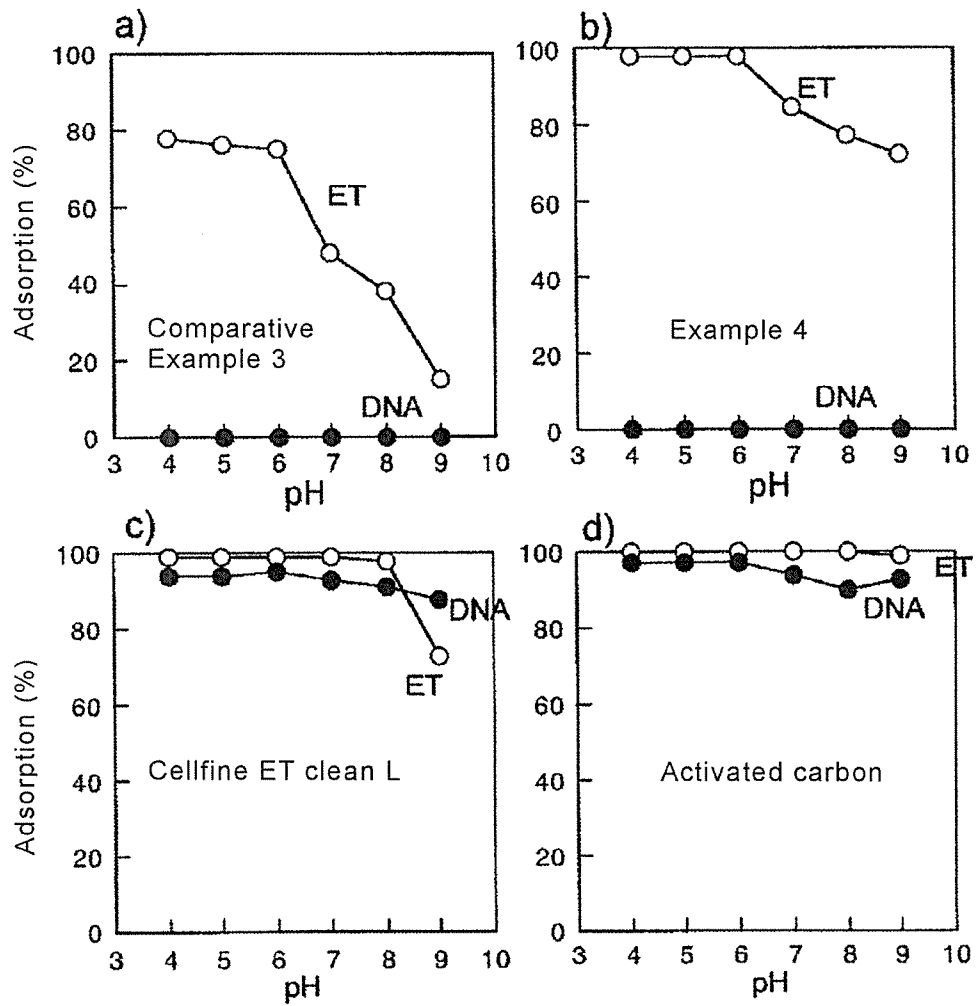 a)
Adsorption (%)
100
80
60
40
20
0
ET
Comparative
Example 3
DNA
3 4 5 6 7 8 9 10
pH
b)
100
80
60
40
20
0
ET
Example 4
DNA
3 4 5 6 7 8 9 10
pH
c)
Adsorption (%)
100
80
60
40
20
0
DNA
ET
Cellfine ET clean L
3 4 5 6 7 8 9 10
pH
d)
100
80
60
40
20
0
ET
DNA
Activated carbon
3 4 5 6 7 8 9 10
pH